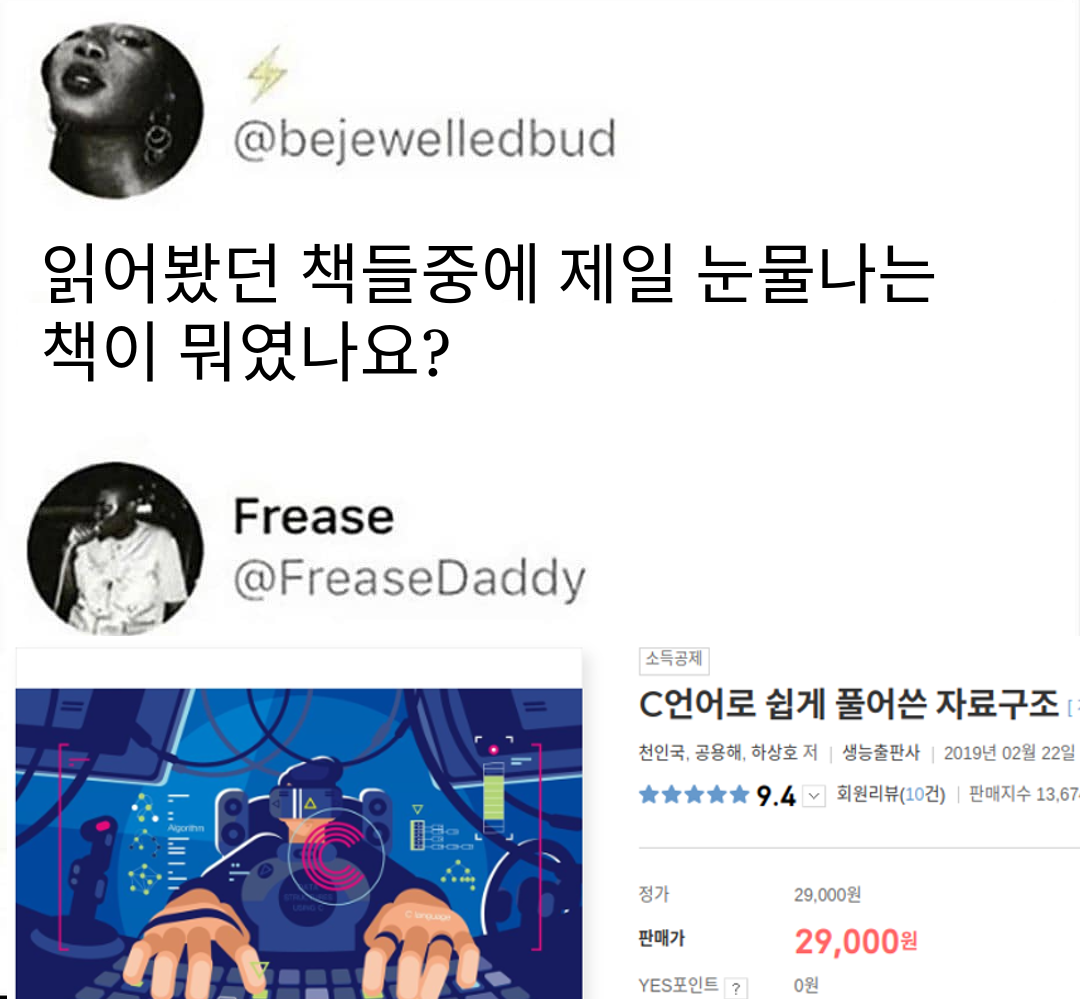 ⚡
@bejewelledbud
읽어봤던 책들중에 제일 눈물나는
책이 뭐였나요?
Frease
@FreaseDaddy
소득공제
C언어로 쉽게 풀어쓴 자료구조 [
천인국, 공용해, 하상호 저 | 생능출판사 | 2019년 02월 22일
9.4 회원리뷰(10건) | 판매지수 13,67
정가 29,000원
판매가 29,000원
YES포인트 ? 0원
Algorithm
DATA
STRUCTURES
USING C
C language